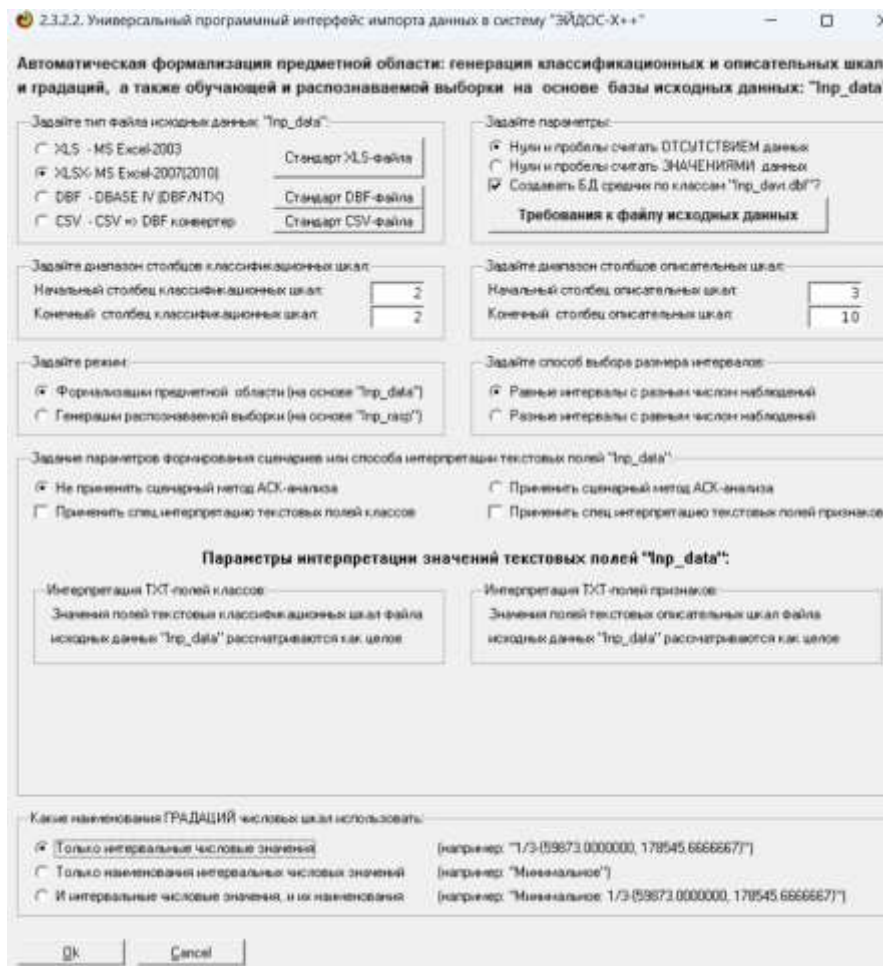 2.3.2.2. Универсальный программный интерфейс импорта данных в систему "ЭЙДОС-X++"
Автоматическая формализация предметной области: генерация классификационных и описательных шкал
и градаций, а также обучающей и распознаваемой выборки на основе базы исходных данных: "Inp_data"
Задайте тип файла исходных данных: "Inp_data":
XLS - MS Excel-2003
XLSX- MS Excel-2007(2010)
DBF - DBASE IV (DBF/NTX)
CSV - CSV => DBF конвертер
Стандарт XLS-файла
Стандарт DBF-файла
Стандарт CSV-файла
Задайте параметры:
Нули и пробелы считать ОТСУТСТВИЕМ данных
Нули и пробелы считать ЗНАЧЕНИЯМИ данных
Создавать БД средних по классам "Inp_davr.dbf"?
Требования к файлу исходных данных
Задайте диапазон столбцов классификационных шкал:
Начальный столбец классификационных шкал: 2
Конечный столбец классификационных шкал: 2
Задайте диапазон столбцов описательных шкал:
Начальный столбец описательных шкал: 3
Конечный столбец описательных шкал: 10
Задайте режим:
Формализации предметной области (на основе "Inp_data")
Генерации распознаваемой выборки (на основе "Inp_rasp")
Задайте способ выбора размера интервалов:
Равные интервалы с разным числом наблюдений
Разные интервалы с равным числом наблюдений
Задание параметров формирования сценариев или способа интерпретации текстовых полей "Inp_data":
Не применять сценарный метод АСК-анализа
Применить спец.интерпретацию текстовых полей классов
Применить сценарный метод АСК-анализа
Применить спец.интерпретацию текстовых полей признаков
Параметры интерпретации значений текстовых полей "Inp_data":
Интерпретация TXT-полей классов:
Значения полей текстовых классификационных шкал файла
исходных данных "Inp_data" рассматриваются как целое
Интерпретация TXT-полей признаков:
Значения полей текстовых описательных шкал файла
исходных данных "Inp_data" рассматриваются как целое
Какие наименования ГРАДАЦИЙ числовых шкал использовать:
Только интервальные числовые значения (например: "1/3-{59873.0000000, 178545.6666667}")
Только наименования интервальных числовых значений (например: "Минимальное")
И интервальные числовые значения, и их наименования (например: "Минимальное: 1/3-{59873.0000000, 178545.6666667}")
Ok
Cancel